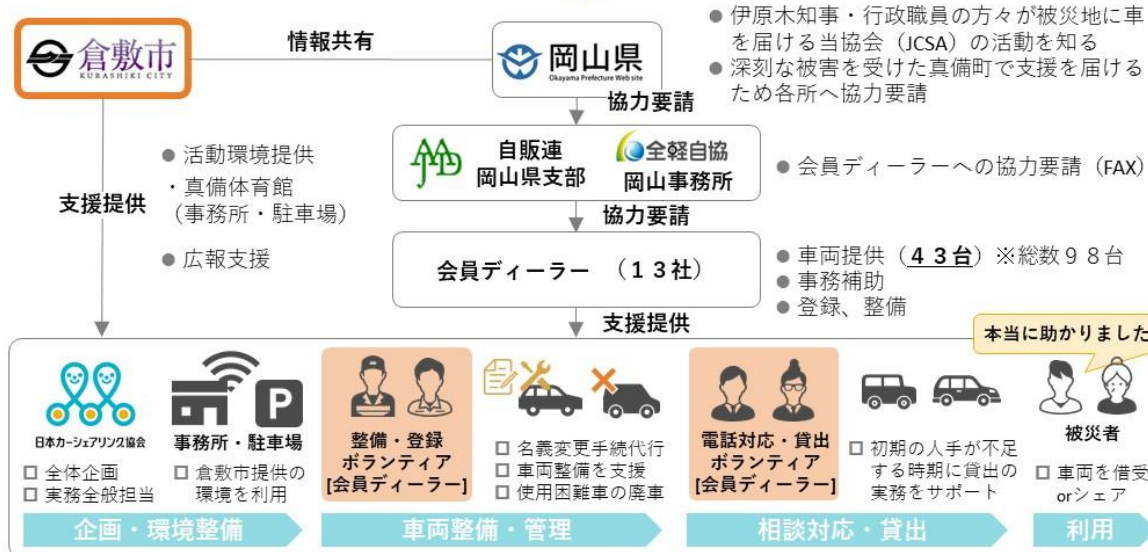 倉敷市
KURASHIKI CITY
情報共有
岡山県
Okayama Prefecture Web site
● 伊原木知事・行政職員の方々が被災地に車
を届ける当協会（JCSA）の活動を知る
● 深刻な被害を受けた真備町で支援を届ける
ため各所へ協力要請
協力要請
自販連
岡山県支部
全軽自協
岡山事務所
● 会員ディーラーへの協力要請（FAX）
協力要請
支援提供
● 活動環境提供
・真備体育館
（事務所・駐車場）
● 広報支援
会員ディーラー （１３社）
● 車両提供（４３台）※総数９８台
● 事務補助
● 登録、整備
支援提供
本当に助かりました
日本カーシェアリング協会
□ 全体企画
□ 実務全般担当
P
事務所・駐車場
□ 倉敷市提供の
環境を利用
整備・登録
ボランティア
[会員ディーラー]
□ 名義変更手続代行
□ 車両整備を支援
□ 使用困難車の廃車
電話対応・貸出
ボランティア
[会員ディーラー]
□ 初期の人手が不足
する時期に貸出の
実務をサポート
被災者
□ 車両を借受
orシェア
企画・環境整備
車両整備・管理
相談対応・貸出
利用